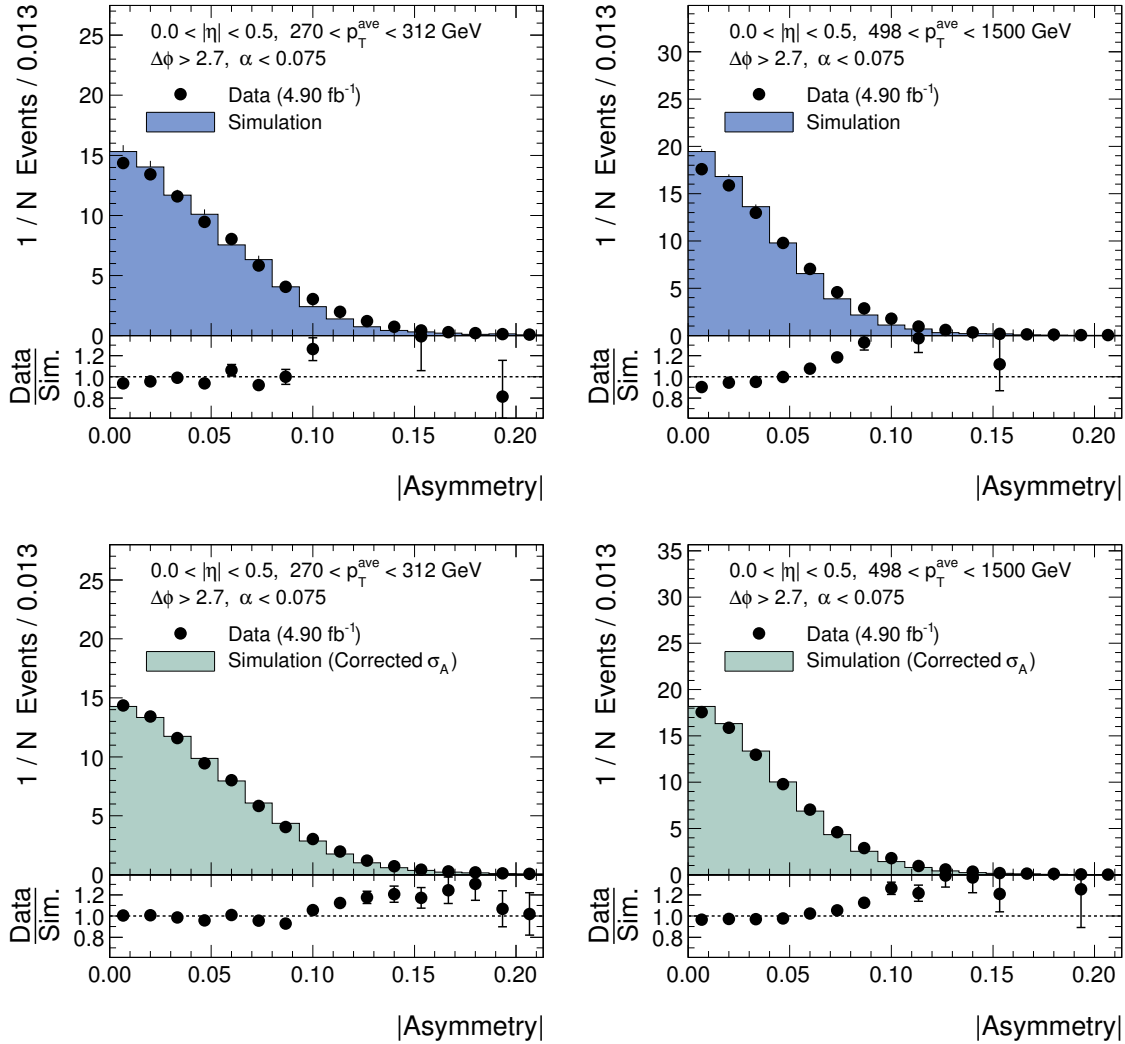 0.0 < |η| < 0.5, 270 < p_T^ave < 312 GeV
Δϕ > 2.7, α < 0.075
Data (4.90 fb⁻¹)
Simulation
1 / N Events / 0.013
25
20
15
10
5
0
Data
Sim.
1.2
1.0
0.8
0.00 0.05 0.10 0.15 0.20
|Asymmetry|
0.0 < |η| < 0.5, 498 < p_T^ave < 1500 GeV
Δϕ > 2.7, α < 0.075
Data (4.90 fb⁻¹)
Simulation
1 / N Events / 0.013
35
30
25
20
15
10
5
0
Data
Sim.
1.2
1.0
0.8
0.00 0.05 0.10 0.15 0.20
|Asymmetry|
0.0 < |η| < 0.5, 270 < p_T^ave < 312 GeV
Δϕ > 2.7, α < 0.075
Data (4.90 fb⁻¹)
Simulation (Corrected σ_A)
1 / N Events / 0.013
25
20
15
10
5
0
Data
Sim.
1.2
1.0
0.8
0.00 0.05 0.10 0.15 0.20
|Asymmetry|
0.0 < |η| < 0.5, 498 < p_T^ave < 1500 GeV
Δϕ > 2.7, α < 0.075
Data (4.90 fb⁻¹)
Simulation (Corrected σ_A)
1 / N Events / 0.013
35
30
25
20
15
10
5
0
Data
Sim.
1.2
1.0
0.8
0.00 0.05 0.10 0.15 0.20
|Asymmetry|